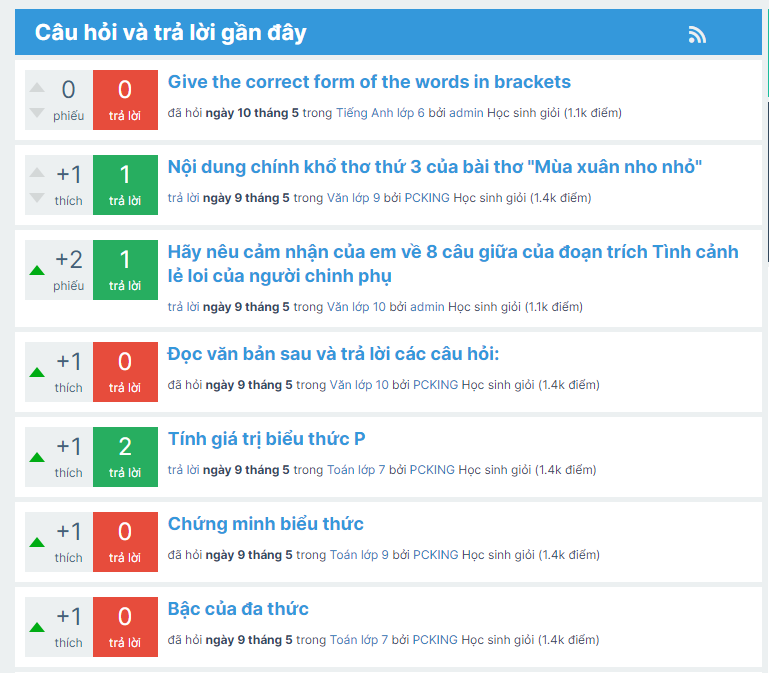 Câu hỏi và trả lời gần đây
0 phiếu
0 trả lời
Give the correct form of the words in brackets
đã hỏi ngày 10 tháng 5 trong Tiếng Anh lớp 6 bởi admin Học sinh giỏi (1.1k điểm)
+1 thích
1 trả lời
Nội dung chính khổ thơ thứ 3 của bài thơ "Mùa xuân nho nhỏ"
trả lời ngày 9 tháng 5 trong Văn lớp 9 bởi PCKING Học sinh giỏi (1.4k điểm)
+2 phiếu
1 trả lời
Hãy nêu cảm nhận của em về 8 câu giữa của đoạn trích Tình cảnh
lẻ loi của người chinh phụ
trả lời ngày 9 tháng 5 trong Văn lớp 10 bởi admin Học sinh giỏi (1.1k điểm)
+1 thích
0 trả lời
Đọc văn bản sau và trả lời các câu hỏi:
đã hỏi ngày 9 tháng 5 trong Văn lớp 10 bởi PCKING Học sinh giỏi (1.4k điểm)
+1 thích
2 trả lời
Tính giá trị biểu thức P
trả lời ngày 9 tháng 5 trong Toán lớp 7 bởi PCKING Học sinh giỏi (1.4k điểm)
+1 thích
0 trả lời
Chứng minh biểu thức
đã hỏi ngày 9 tháng 5 trong Toán lớp 9 bởi PCKING Học sinh giỏi (1.4k điểm)
+1 thích
0 trả lời
Bậc của đa thức
đã hỏi ngày 9 tháng 5 trong Toán lớp 7 bởi PCKING Học sinh giỏi (1.4k điểm)